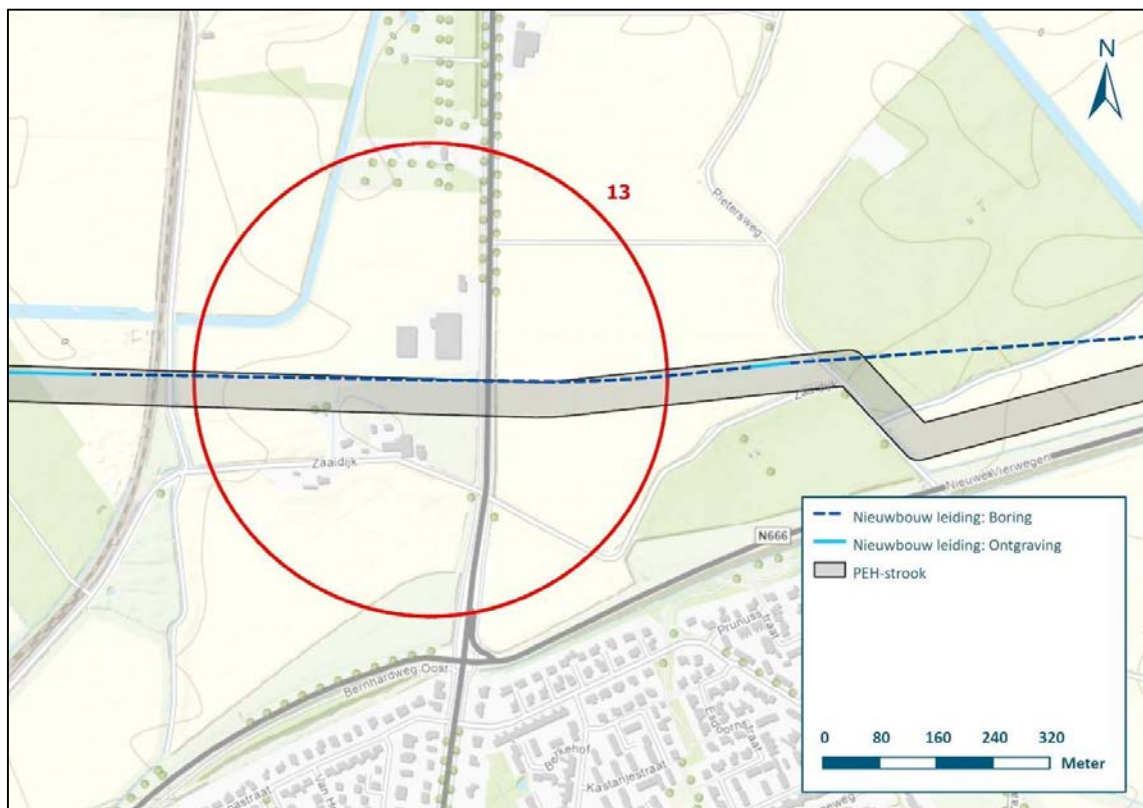 N
13
Pietersweg
Zaaidijk
Zaaidijk
Nieuwe Vierwegen
N666
Bernhardweg Oost
Prunusstraat
Esdoornstraat
Berkehof
Kastanjestraat
Nieuwbouw leiding: Boring
Nieuwbouw leiding: Ontgraving
PEH-strook
0 80 160 240 320
Meter